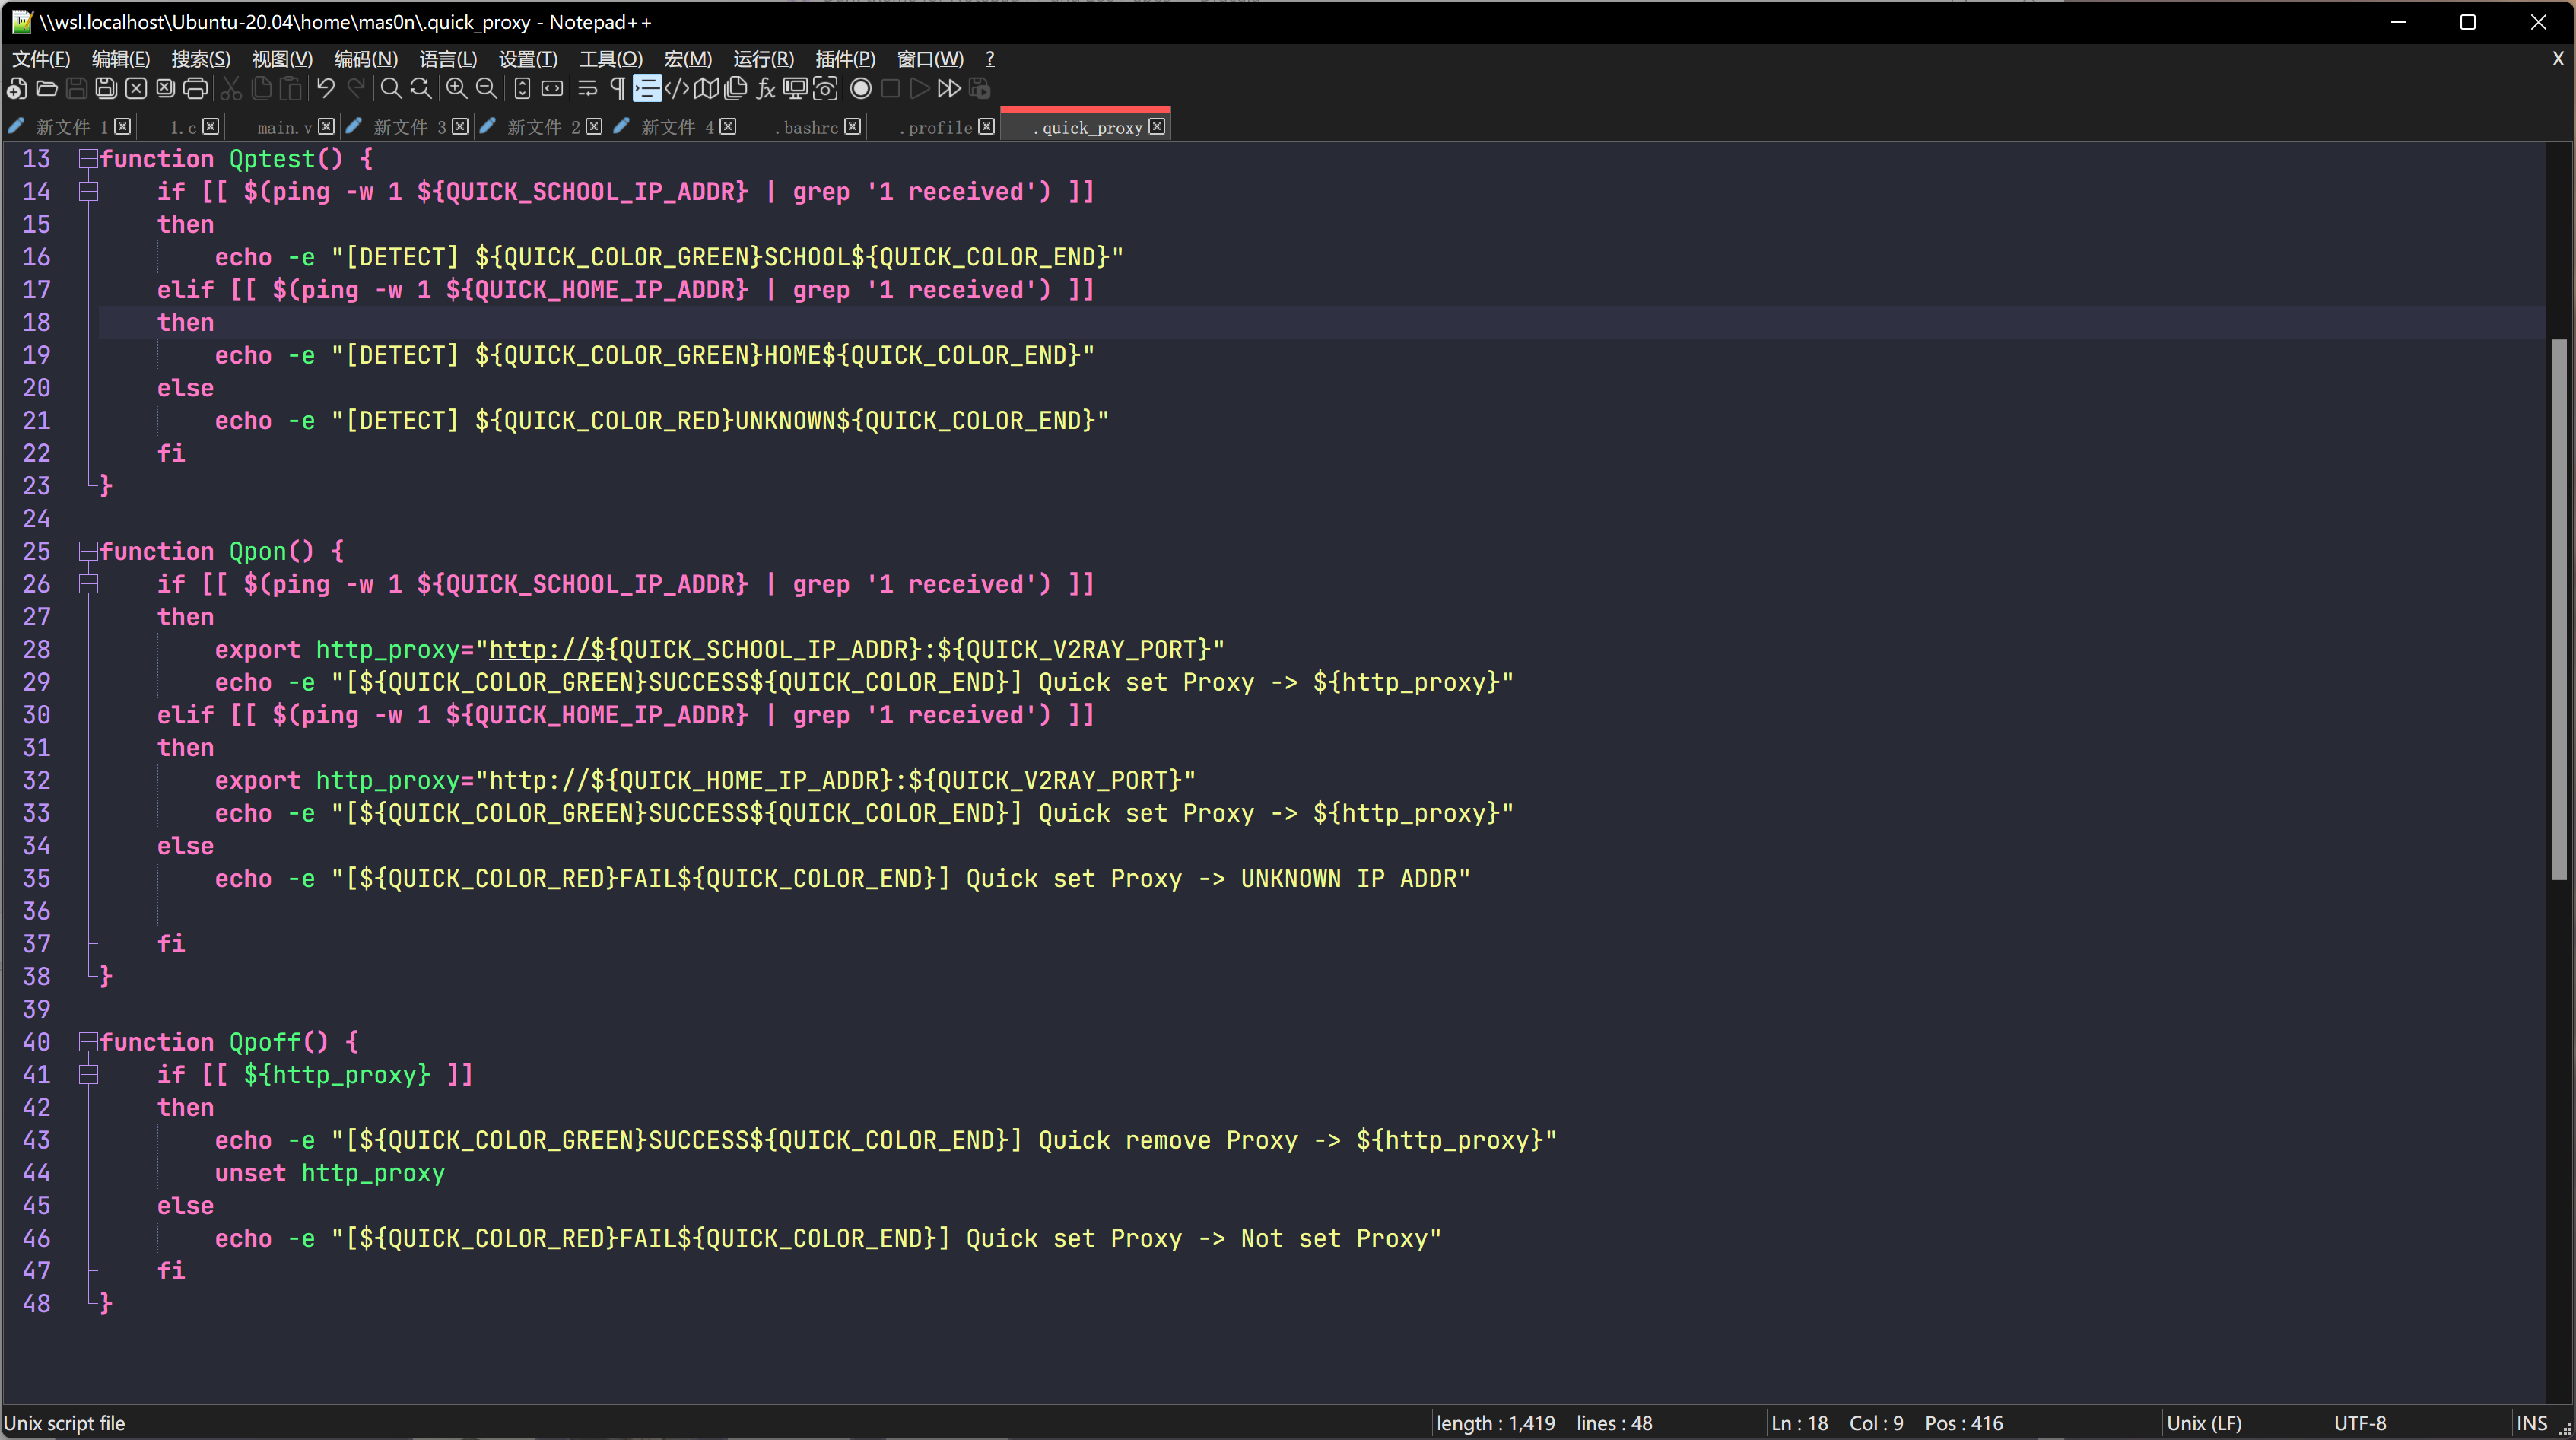 \\wsl.localhost\Ubuntu-20.04\home\mas0n\.quick_proxy - Notepad++
文件(F) 编辑(E) 搜索(S) 视图(V) 编码(N) 语言(L) 设置(T) 工具(O) 宏(M) 运行(R) 插件(P) 窗口(W) ? X
新文件 1 1.c main.v 新文件 3 新文件 2 新文件 4 .bashrc .profile .quick_proxy
13 function Qptest() {
14     if [[ $(ping -w 1 ${QUICK_SCHOOL_IP_ADDR} | grep '1 received') ]]
15     then
16         echo -e "[DETECT] ${QUICK_COLOR_GREEN}SCHOOL${QUICK_COLOR_END}"
17     elif [[ $(ping -w 1 ${QUICK_HOME_IP_ADDR} | grep '1 received') ]]
18     then
19         echo -e "[DETECT] ${QUICK_COLOR_GREEN}HOME${QUICK_COLOR_END}"
20     else
21         echo -e "[DETECT] ${QUICK_COLOR_RED}UNKNOWN${QUICK_COLOR_END}"
22     fi
23 }
24
25 function Qpon() {
26     if [[ $(ping -w 1 ${QUICK_SCHOOL_IP_ADDR} | grep '1 received') ]]
27     then
28         export http_proxy="http://${QUICK_SCHOOL_IP_ADDR}:${QUICK_V2RAY_PORT}"
29         echo -e "[${QUICK_COLOR_GREEN}SUCCESS${QUICK_COLOR_END}] Quick set Proxy -> ${http_proxy}"
30     elif [[ $(ping -w 1 ${QUICK_HOME_IP_ADDR} | grep '1 received') ]]
31     then
32         export http_proxy="http://${QUICK_HOME_IP_ADDR}:${QUICK_V2RAY_PORT}"
33         echo -e "[${QUICK_COLOR_GREEN}SUCCESS${QUICK_COLOR_END}] Quick set Proxy -> ${http_proxy}"
34     else
35         echo -e "[${QUICK_COLOR_RED}FAIL${QUICK_COLOR_END}] Quick set Proxy -> UNKNOWN IP ADDR"
36
37     fi
38 }
39
40 function Qpoff() {
41     if [[ ${http_proxy} ]]
42     then
43         echo -e "[${QUICK_COLOR_GREEN}SUCCESS${QUICK_COLOR_END}] Quick remove Proxy -> ${http_proxy}"
44         unset http_proxy
45     else
46         echo -e "[${QUICK_COLOR_RED}FAIL${QUICK_COLOR_END}] Quick set Proxy -> Not set Proxy"
47     fi
48 }
Unix script file length : 1,419 lines : 48 Ln : 18 Col : 9 Pos : 416 Unix (LF) UTF-8 INS